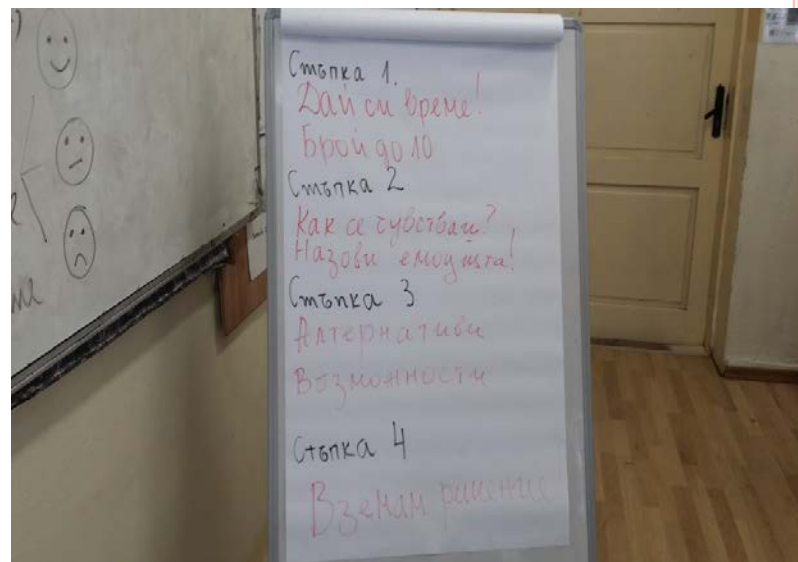 Стъпка 1.
Дай си време!
Брой до 10
Стъпка 2
Как се чувстваш?
Назови емоцията!
Стъпка 3
Алтернативи
Възможности
Стъпка 4
Вземам решение!